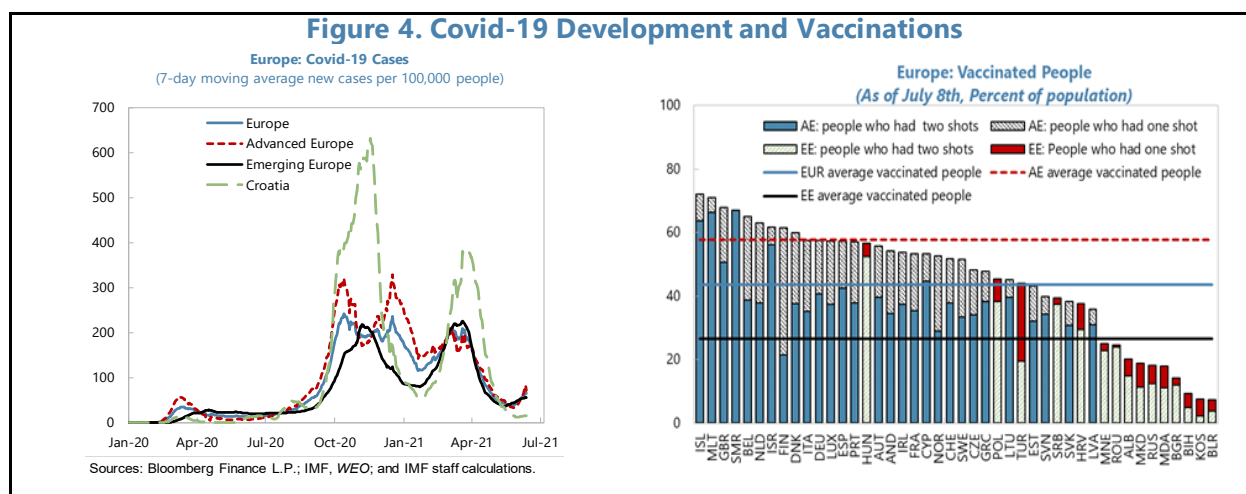 Figure 4. Covid-19 Development and Vaccinations
Europe: Covid-19 Cases
(7-day moving average new cases per 100,000 people)
700
600
500
400
300
200
100
0
Europe
Advanced Europe
Emerging Europe
Croatia
Jan-20 Apr-20 Jul-20 Oct-20 Jan-21 Apr-21 Jul-21
Sources: Bloomberg Finance L.P.; IMF, WEO; and IMF staff calculations.
Europe: Vaccinated People
(As of July 8th, Percent of population)
100
80
60
40
20
0
AE: people who had two shots
AE: people who had one shot
EE: people who had two shots
EE: People who had one shot
EUR average vaccinated people
AE average vaccinated people
EE average vaccinated people
ISL MLT GBR SMR BEL NLD ISR FIN DNK ITA DEU LUX ESP PRT HUN AUT AND IRL FRA CYP NOR CHE SWE CZE GRC POL LTU TUR EST SVN SRB SVK HRV LVA MNE ROU ALB MKD RUS MDA BGR BIH KOS BLR